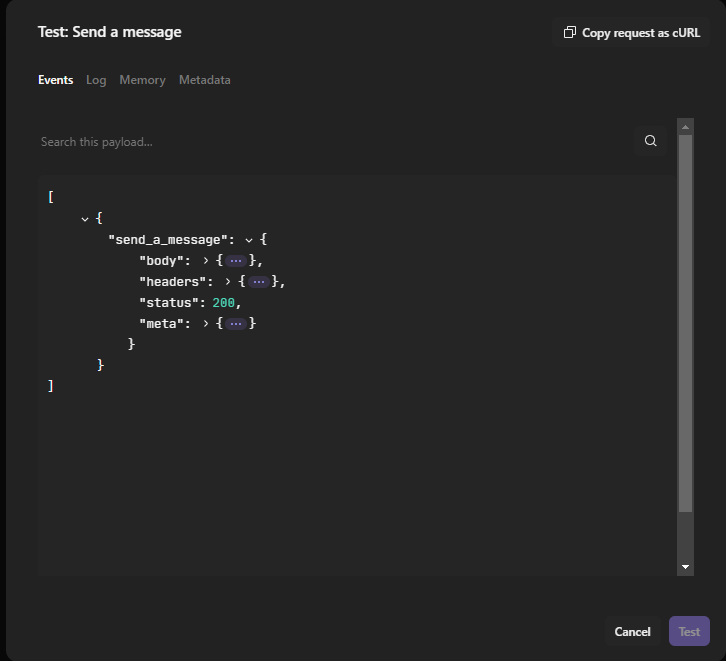 Test: Send a message
Copy request as cURL
Events Log Memory Metadata
Search this payload...
[
{
"send_a_message": {
"body": {...},
"headers": {...},
"status": 200,
"meta": {...}
}
}
]
Cancel Test